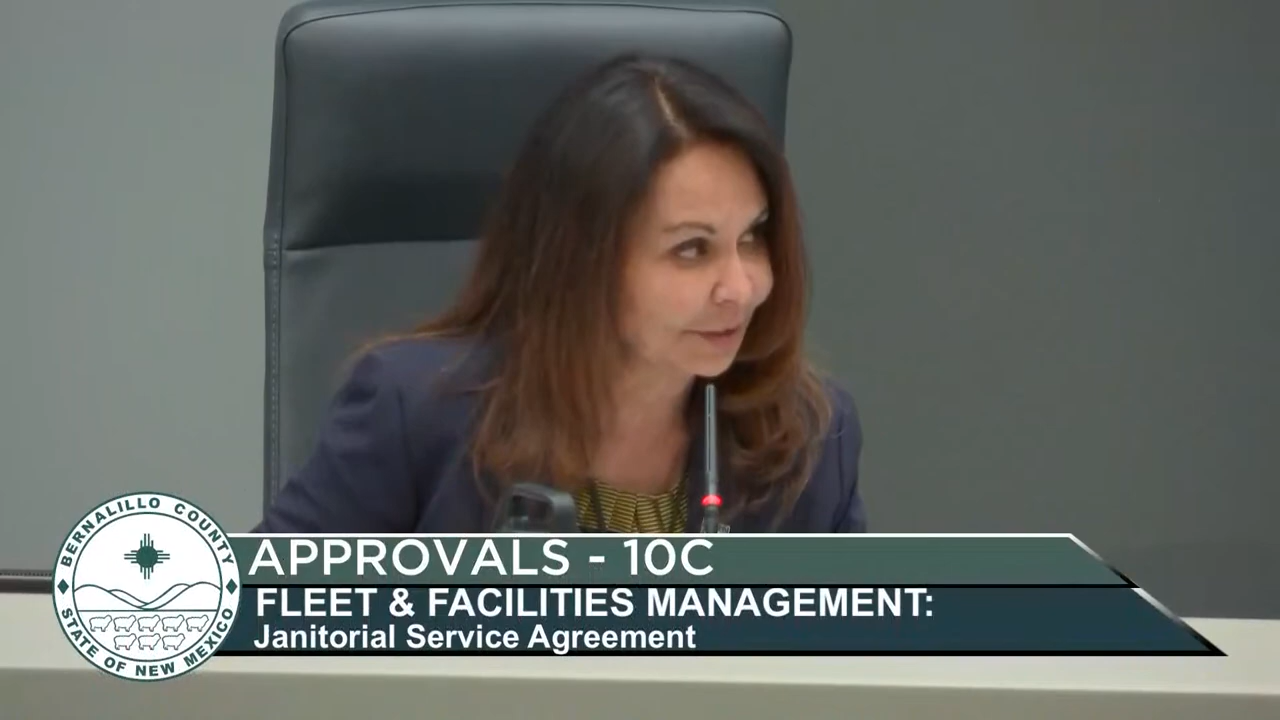 BERNALILLO COUNTY
STATE OF NEW MEXICO
APPROVALS - 10C
FLEET & FACILITIES MANAGEMENT:
Janitorial Service Agreement